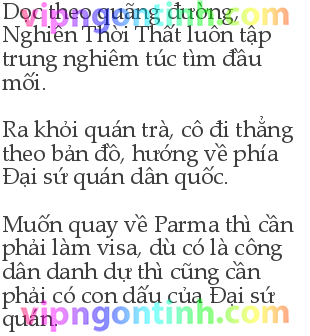 Dọc theo quãng đường,
vipngontinh.com
Nghiên Thời Thất luôn tập
trung nghiêm túc tìm đầu
mối.
Ra khỏi quán trà, cô đi thẳng
theo bản đồ, hướng về phía
Đại sứ quán dân quốc.
Muốn quay về Parma thì cần
phải làm visa, dù có là công
dân danh dự thì cũng cần
phải có con dấu của Đại sứ
quán.
vipngontinh.com